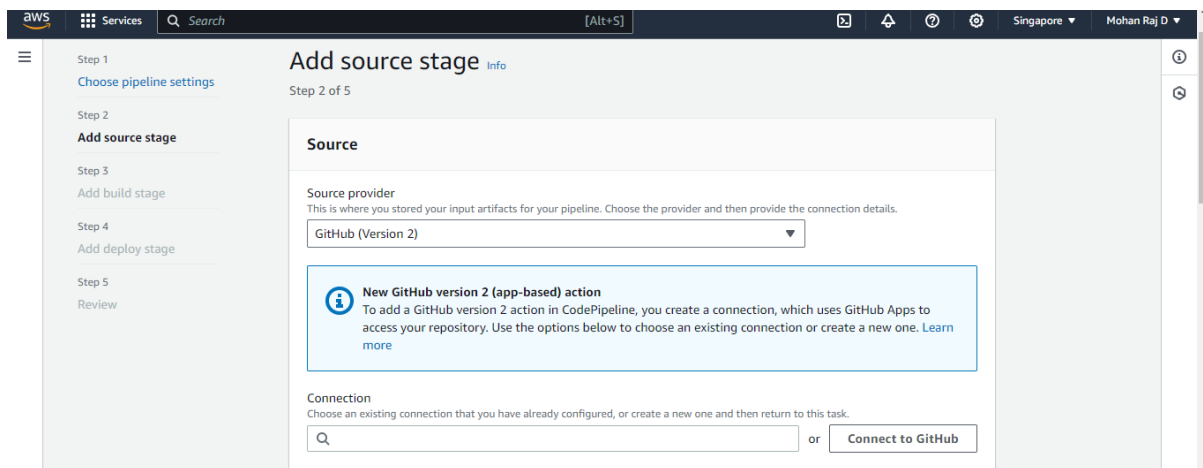 aws Services Search [Alt+S] Singapore Mohan Raj D
Step 1
Choose pipeline settings
Step 2
Add source stage
Step 3
Add build stage
Step 4
Add deploy stage
Step 5
Review
Add source stage Info
Step 2 of 5
Source
Source provider
This is where you stored your input artifacts for your pipeline. Choose the provider and then provide the connection details.
GitHub (Version 2)
New GitHub version 2 (app-based) action
To add a GitHub version 2 action in CodePipeline, you create a connection, which uses GitHub Apps to
access your repository. Use the options below to choose an existing connection or create a new one. Learn
more
Connection
Choose an existing connection that you have already configured, or create a new one and then return to this task.
or Connect to GitHub